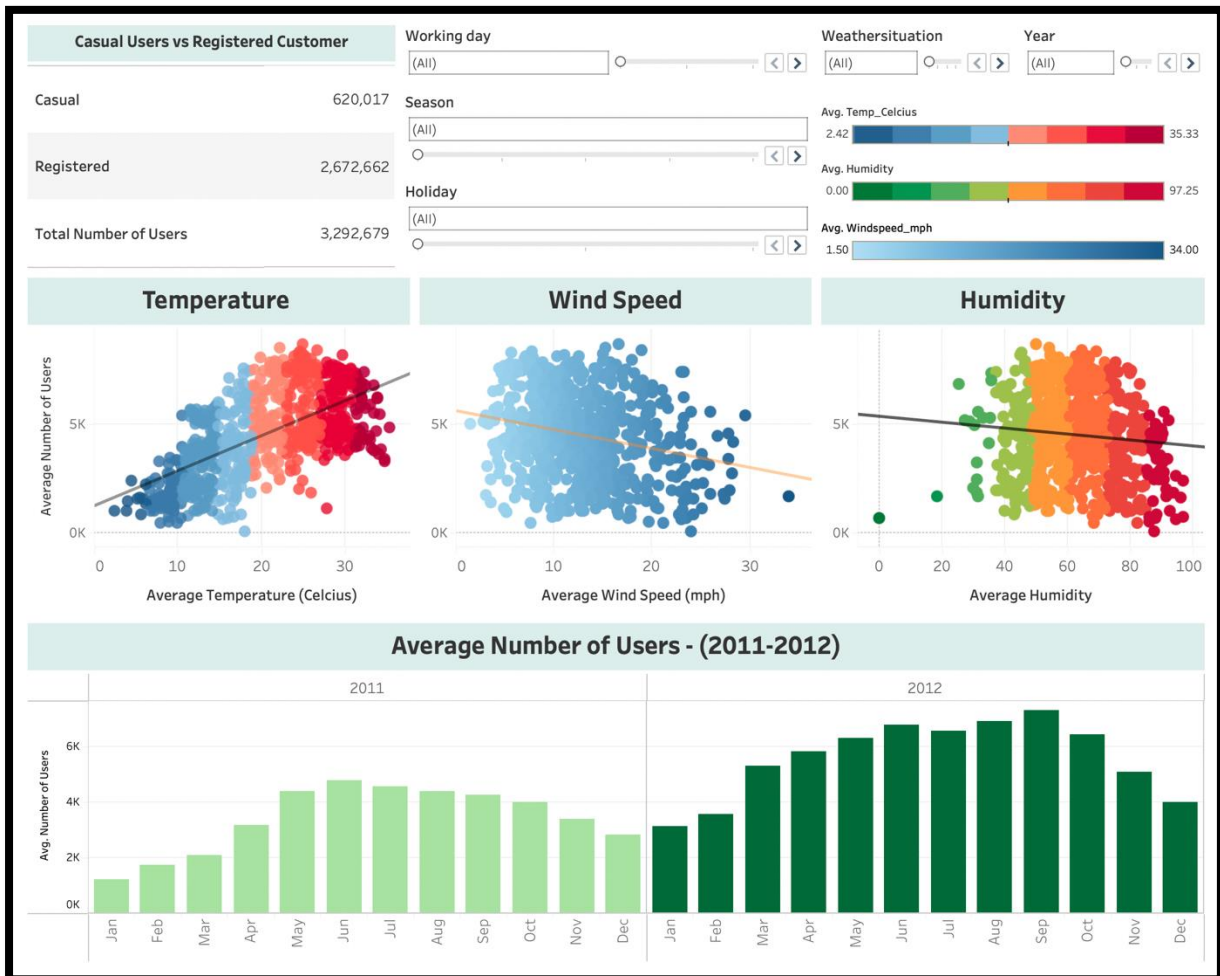 Casual Users vs Registered Customer
Casual 620,017
Registered 2,672,662
Total Number of Users 3,292,679
Working day
(All)
Season
(All)
Holiday
(All)
Weathersituation Year
(All) (All)
Avg. Temp_Celcius
2.42 35.33
Avg. Humidity
0.00 97.25
Avg. Windspeed_mph
1.50 34.00
Temperature
Average Number of Users
5K
0K
0 10 20 30
Average Temperature (Celcius)
Wind Speed
5K
0K
0 10 20 30
Average Wind Speed (mph)
Humidity
5K
0K
0 20 40 60 80 100
Average Humidity
Average Number of Users - (2011-2012)
2011 2012
Avg. Number of Users
6K
4K
2K
0K
Jan Feb Mar Apr May Jun Jul Aug Sep Oct Nov Dec Jan Feb Mar Apr May Jun Jul Aug Sep Oct Nov Dec